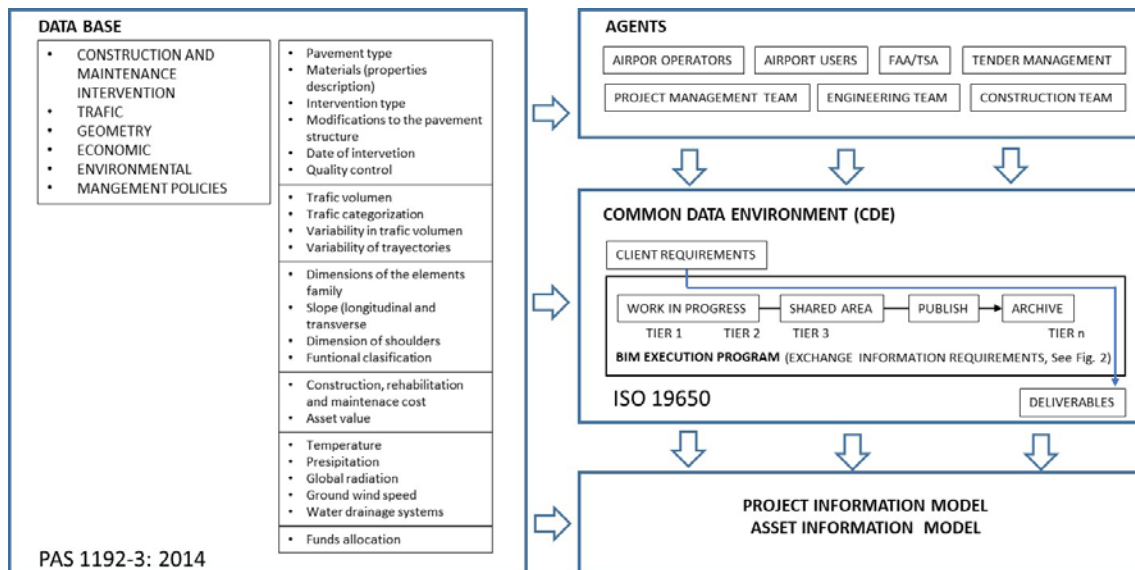 DATA BASE
• CONSTRUCTION AND
MAINTENANCE
INTERVENTION
• TRAFIC
• GEOMETRY
• ECONOMIC
• ENVIRONMENTAL
• MANGEMENT POLICIES
• Pavement type
• Materials (properties
description)
• Intervention type
• Modifications to the pavement
structure
• Date of intervetion
• Quality control
• Trafic volumen
• Trafic categorization
• Variability in trafic volumen
• Variability of trayectories
• Dimensions of the elements
family
• Slope (longitudinal and
transverse
• Dimension of shoulders
• Funtional clasification
• Construction, rehabilitation
and maintenace cost
• Asset value
• Temperature
• Presipitation
• Global radiation
• Ground wind speed
• Water drainage systems
• Funds allocation
PAS 1192-3: 2014
AGENTS
AIRPOR OPERATORS
AIRPORT USERS
FAA/TSA
TENDER MANAGEMENT
PROJECT MANAGEMENT TEAM
ENGINEERING TEAM
CONSTRUCTION TEAM
COMMON DATA ENVIRONMENT (CDE)
CLIENT REQUIREMENTS
WORK IN PROGRESS
SHARED AREA
PUBLISH
ARCHIVE
TIER 1
TIER 2
TIER 3
TIER n
BIM EXECUTION PROGRAM (EXCHANGE INFORMATION REQUIREMENTS, See Fig. 2)
ISO 19650
DELIVERABLES
PROJECT INFORMATION MODEL
ASSET INFORMATION MODEL